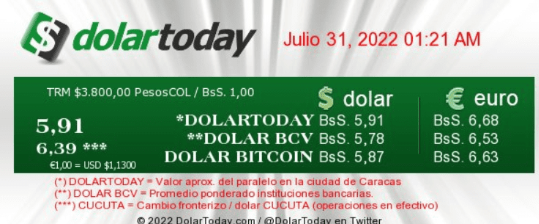 dolartoday
Julio 31, 2022 01:21 AM
TRM $3.800,00 PesosCOL / BsS. 1,00
$ dolar € euro
5,91 *DOLARTODAY BsS. 5,91 BsS. 6,68
6,39 *** **DOLAR BCV BsS. 5,78 BsS. 6,53
€1,00 = USD $1,1300 DOLAR BITCOIN BsS. 5,87 BsS. 6,63
(*) DOLARTODAY = Valor aprox. del paralelo en la ciudad de Caracas
(**) DOLAR BCV = Promedio ponderado instituciones bancarias.
(***) CUCUTA = Cambio fronterizo / dolar CUCUTA (operaciones en efectivo)
© 2022 DolarToday.com / @DolarToday en Twitter